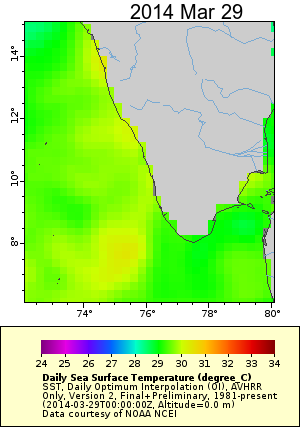 2014 Mar 29
14°
12°
10°
8°
74°
76°
78°
80°
24 25 26 27 28 29 30 31 32 33 34
Daily Sea Surface Temperature (degree_C)
SST, Daily Optimum Interpolation (OI), AVHRR
Only, Version 2, Final+Preliminary, 1981-present
(2014-03-29T00:00:00Z, Altitude=0.0 m)
Data courtesy of NOAA NCEI